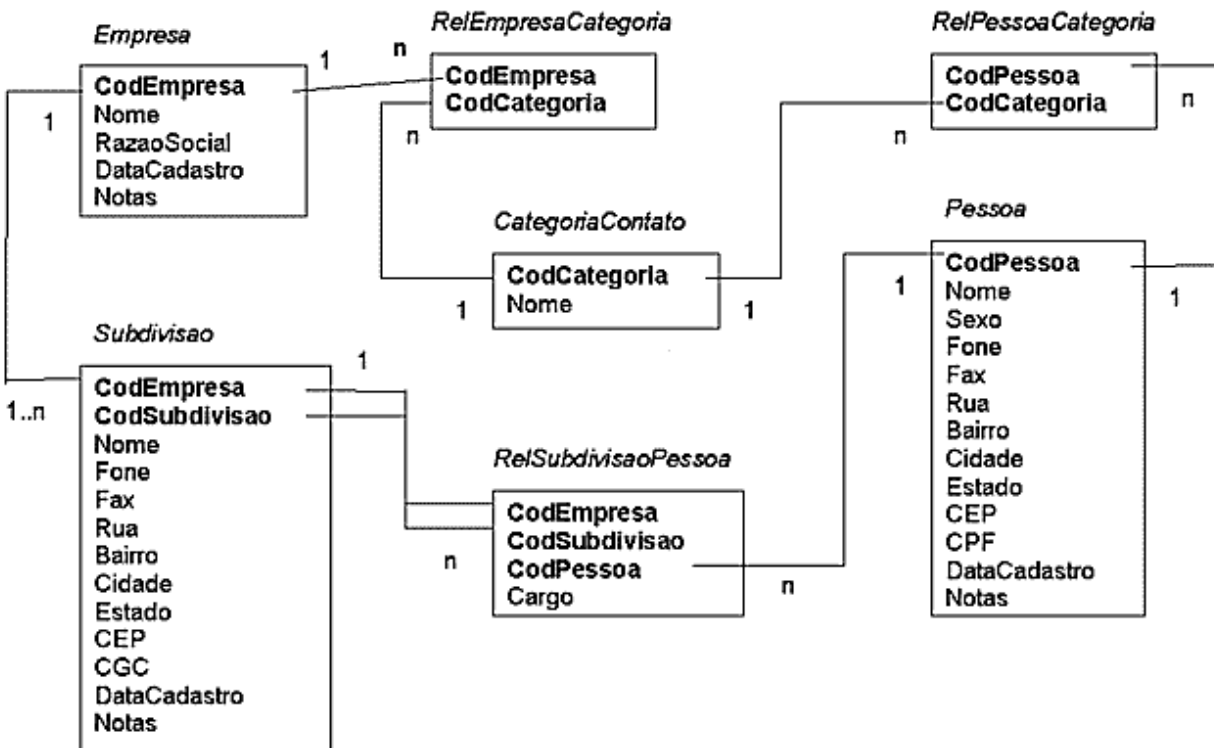 Empresa
1
CodEmpresa
Nome
RazaoSocial
DataCadastro
Notas
1
n
RelEmpresaCategoria
CodEmpresa
CodCategoria
n
RelPessoaCategoria
CodPessoa
CodCategoria
n
n
CategoriaContato
CodCategoria
Nome
1
1
Pessoa
CodPessoa
Nome
Sexo
Fone
Fax
Rua
Bairro
Cidade
Estado
CEP
CPF
DataCadastro
Notas
1
1
Subdivisao
1
CodEmpresa
CodSubdivisao
Nome
Fone
Fax
Rua
Bairro
Cidade
Estado
CEP
CGC
DataCadastro
Notas
1..n
RelSubdivisaoPessoa
CodEmpresa
CodSubdivisao
CodPessoa
Cargo
n
n